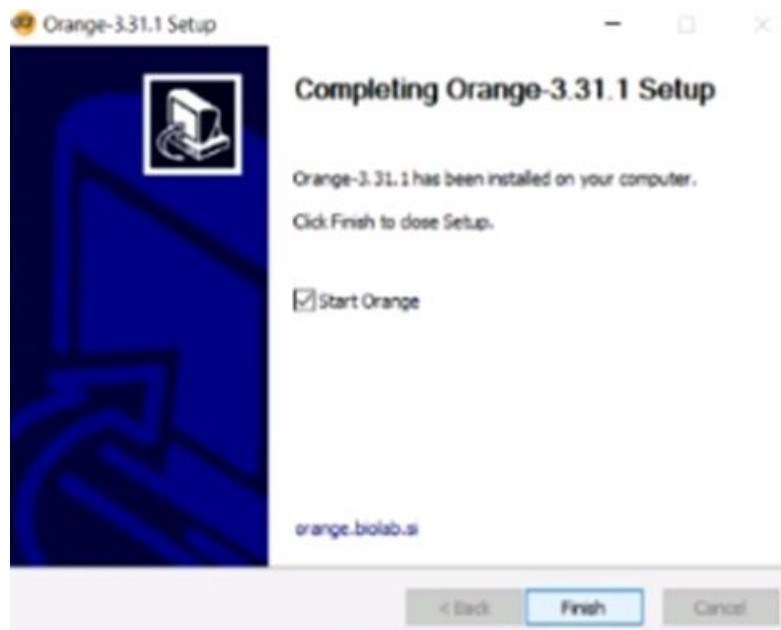 Orange-3.31.1 Setup
Completing Orange-3.31.1 Setup
Orange-3.31.1 has been installed on your computer.
Click Finish to close Setup.
Start Orange
orange.biolab.si
< Back Finish Cancel